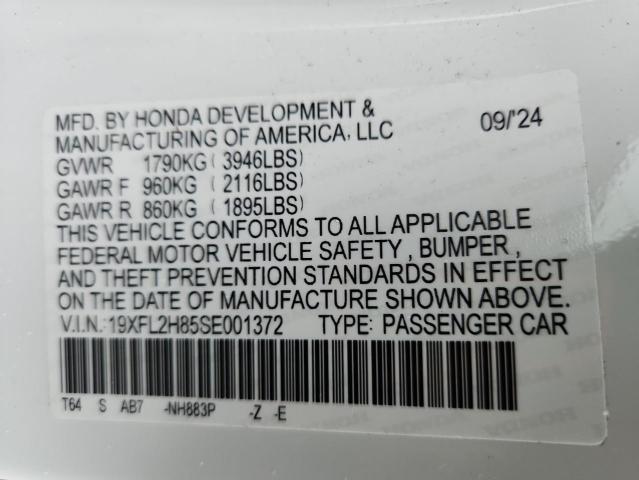 MFD. BY HONDA DEVELOPMENT &
MANUFACTURING OF AMERICA, LLC 09/'24
GVWR 1790KG ( 3946LBS)
GAWR F 960KG ( 2116LBS)
GAWR R 860KG ( 1895LBS)
THIS VEHICLE CONFORMS TO ALL APPLICABLE
FEDERAL MOTOR VEHICLE SAFETY , BUMPER ,
AND THEFT PREVENTION STANDARDS IN EFFECT
ON THE DATE OF MANUFACTURE SHOWN ABOVE.
V.I.N.:19XFL2H85SE001372 TYPE: PASSENGER CAR
T64 S AB7 -NH883P -Z -E